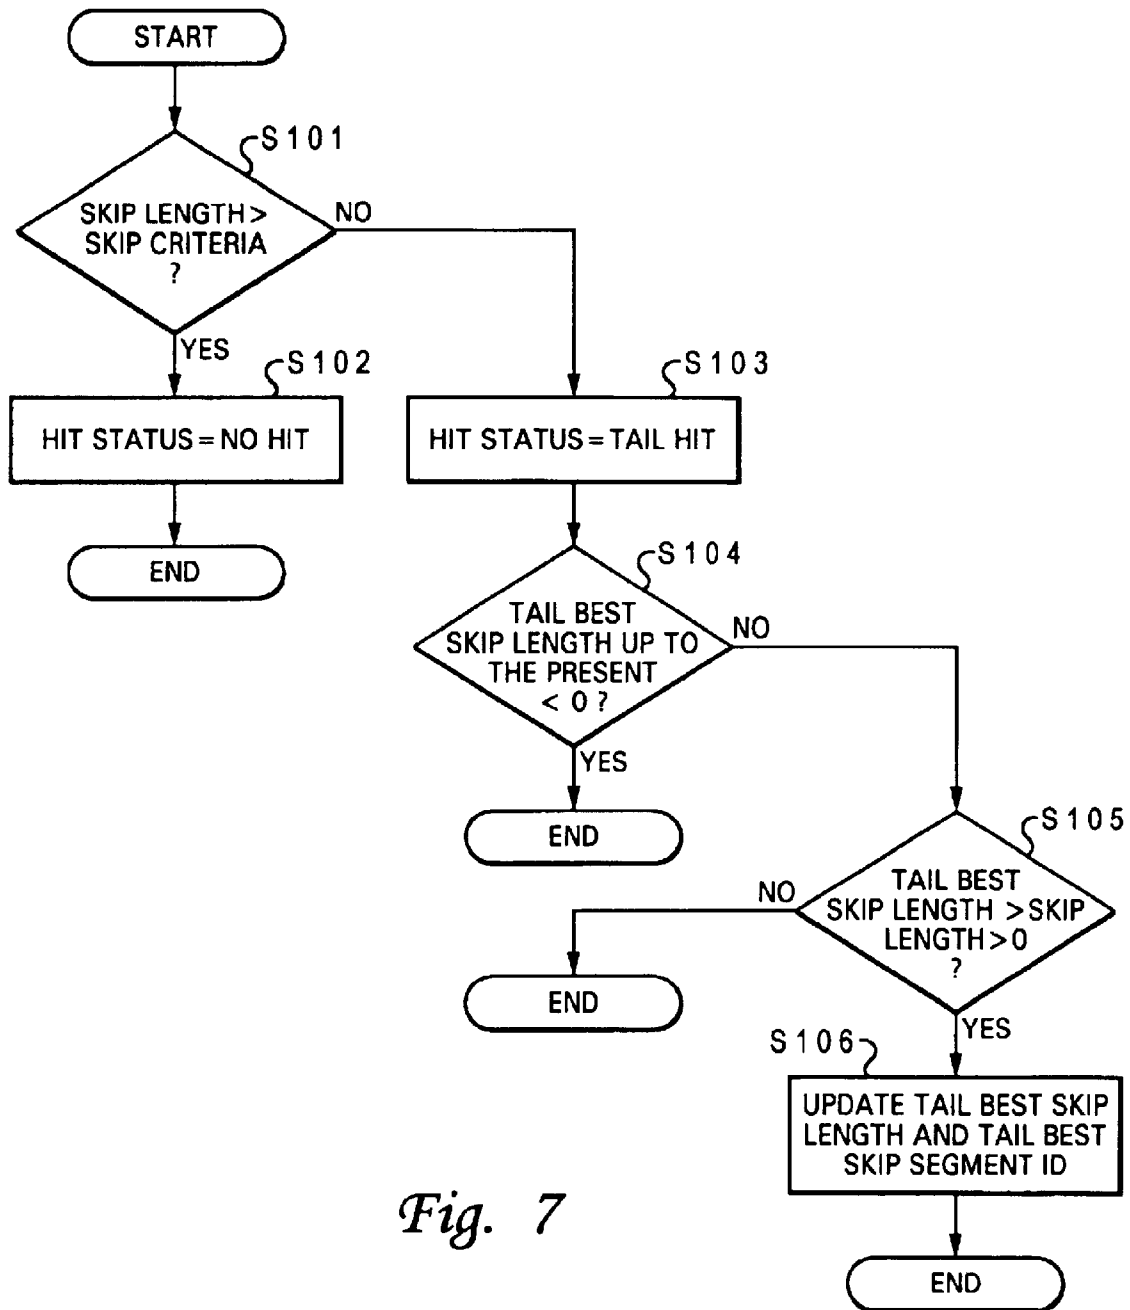 START
S101
SKIP LENGTH>
SKIP CRITERIA
?
NO
YES
S102
HIT STATUS=NO HIT
END
S103
HIT STATUS=TAIL HIT
S104
TAIL BEST
SKIP LENGTH UP TO
THE PRESENT
< 0 ?
NO
YES
END
S105
TAIL BEST
SKIP LENGTH >SKIP
LENGTH>0
?
NO
END
YES
S106
UPDATE TAIL BEST SKIP
LENGTH AND TAIL BEST
SKIP SEGMENT ID
END
Fig. 7